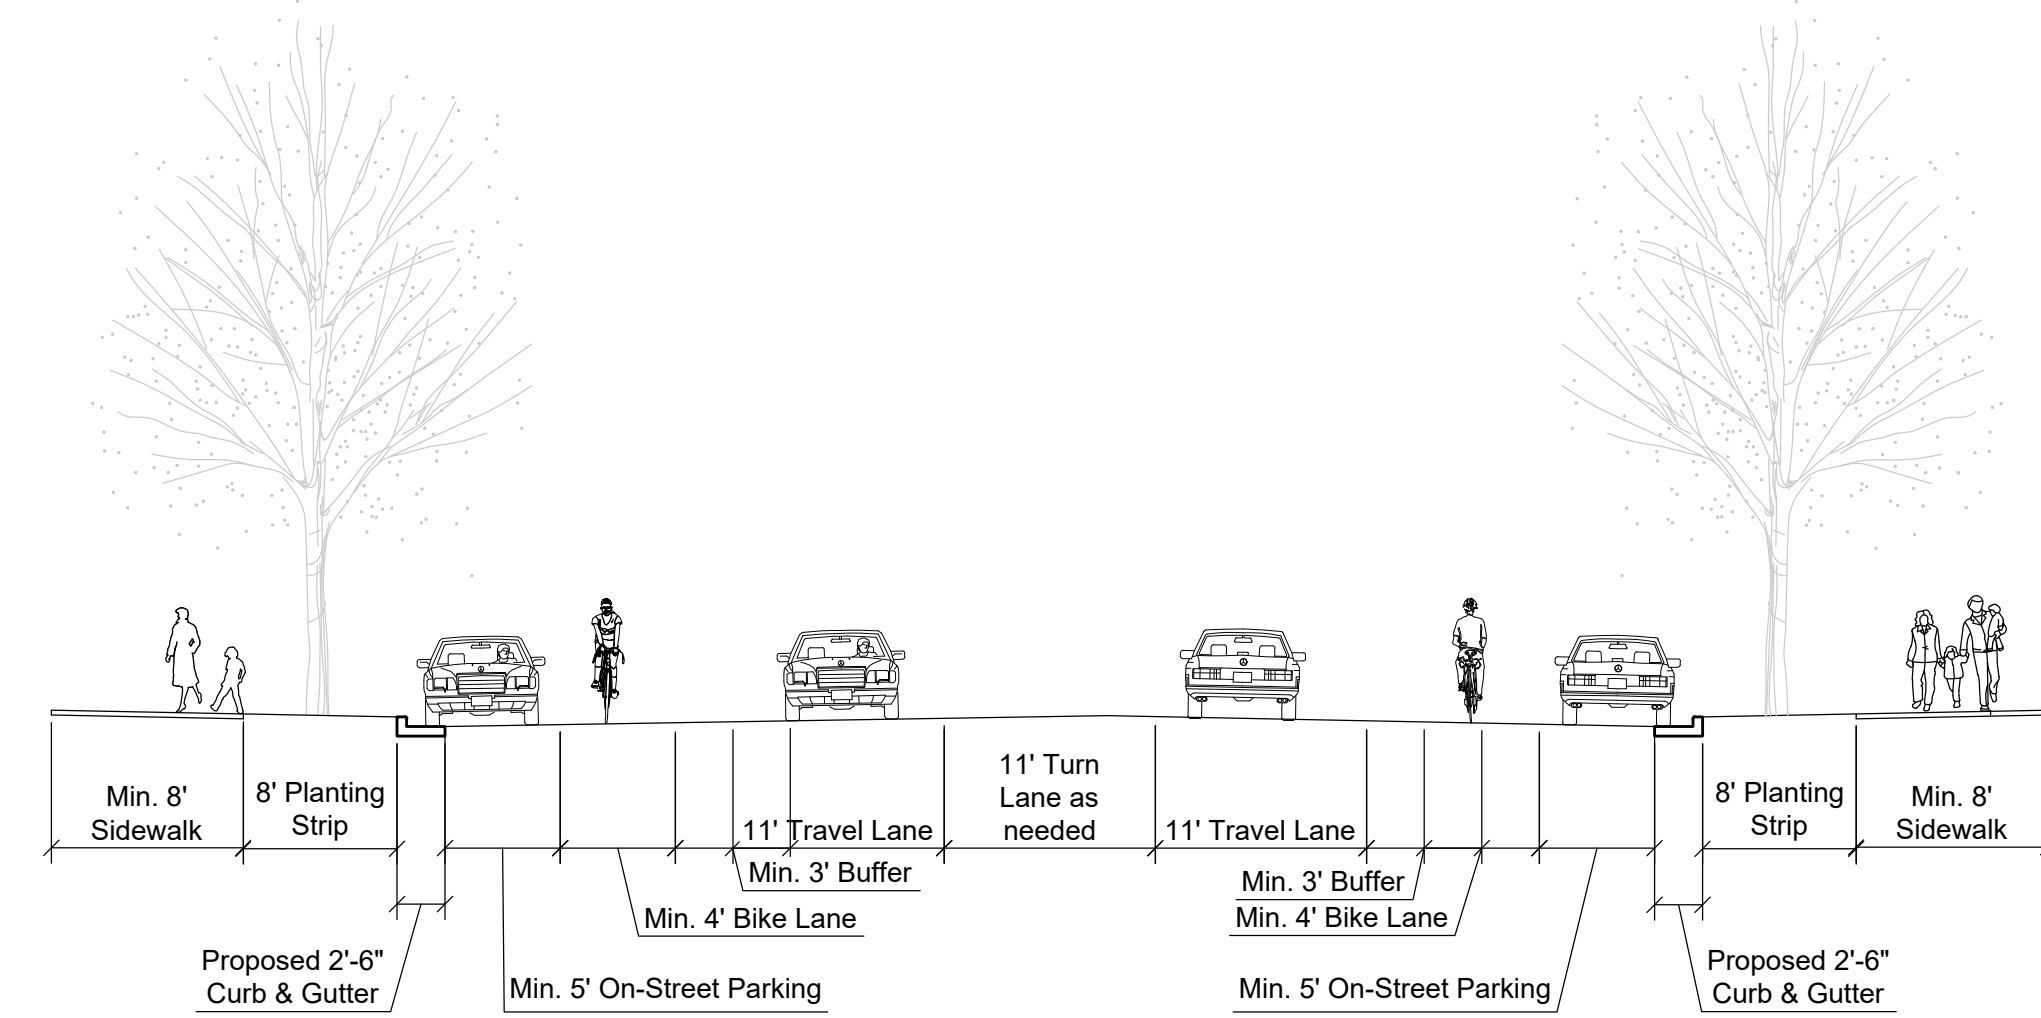 Min. 8'
Sidewalk
8' Planting
Strip
11' Travel Lane
11' Turn
Lane as
needed
11' Travel Lane
8' Planting
Strip
Min. 8'
Sidewalk
Min. 3' Buffer
Min. 4' Bike Lane
Min. 3' Buffer
Min. 4' Bike Lane
Proposed 2'-6"
Curb & Gutter
Min. 5' On-Street Parking
Min. 5' On-Street Parking
Proposed 2'-6"
Curb & Gutter